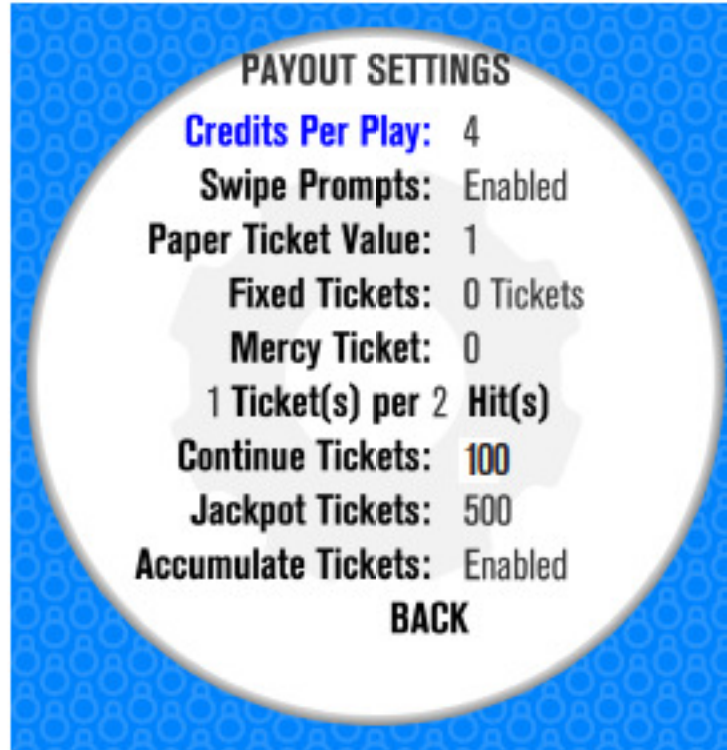 PAYOUT SETTINGS
Credits Per Play: 4
Swipe Prompts: Enabled
Paper Ticket Value: 1
Fixed Tickets: 0 Tickets
Mercy Ticket: 0
1 Ticket(s) per 2 Hit(s)
Continue Tickets: 100
Jackpot Tickets: 500
Accumulate Tickets: Enabled
BACK